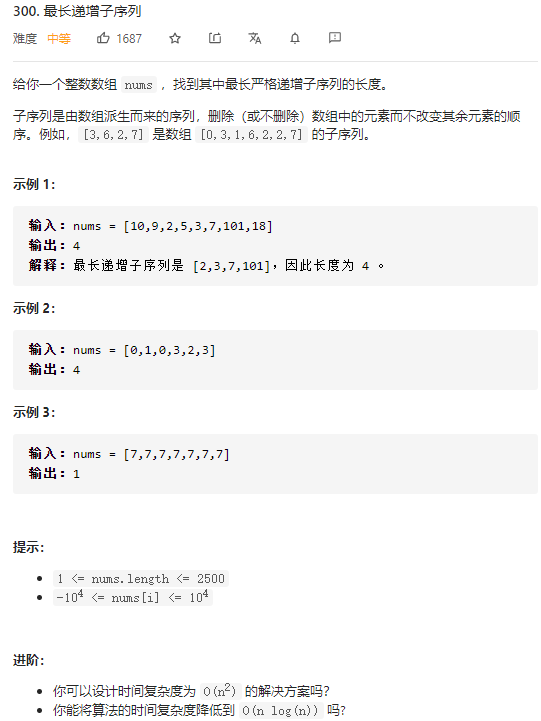 300. 最长递增子序列
难度 中等 1687
给你一个整数数组 nums ，找到其中最长严格递增子序列的长度。
子序列是由数组派生而来的序列，删除（或不删除）数组中的元素而不改变其余元素的顺
序。例如，[3,6,2,7] 是数组 [0,3,1,6,2,2,7] 的子序列。
示例 1：
输入：nums = [10,9,2,5,3,7,101,18]
输出：4
解释：最长递增子序列是 [2,3,7,101]，因此长度为 4 。
示例 2：
输入：nums = [0,1,0,3,2,3]
输出：4
示例 3：
输入：nums = [7,7,7,7,7,7,7]
输出：1
提示：
• 1 <= nums.length <= 2500
• -10⁴ <= nums[i] <= 10⁴
进阶：
• 你可以设计时间复杂度为 O(n²) 的解决方案吗？
• 你能将算法的时间复杂度降低到 O(n log(n)) 吗?